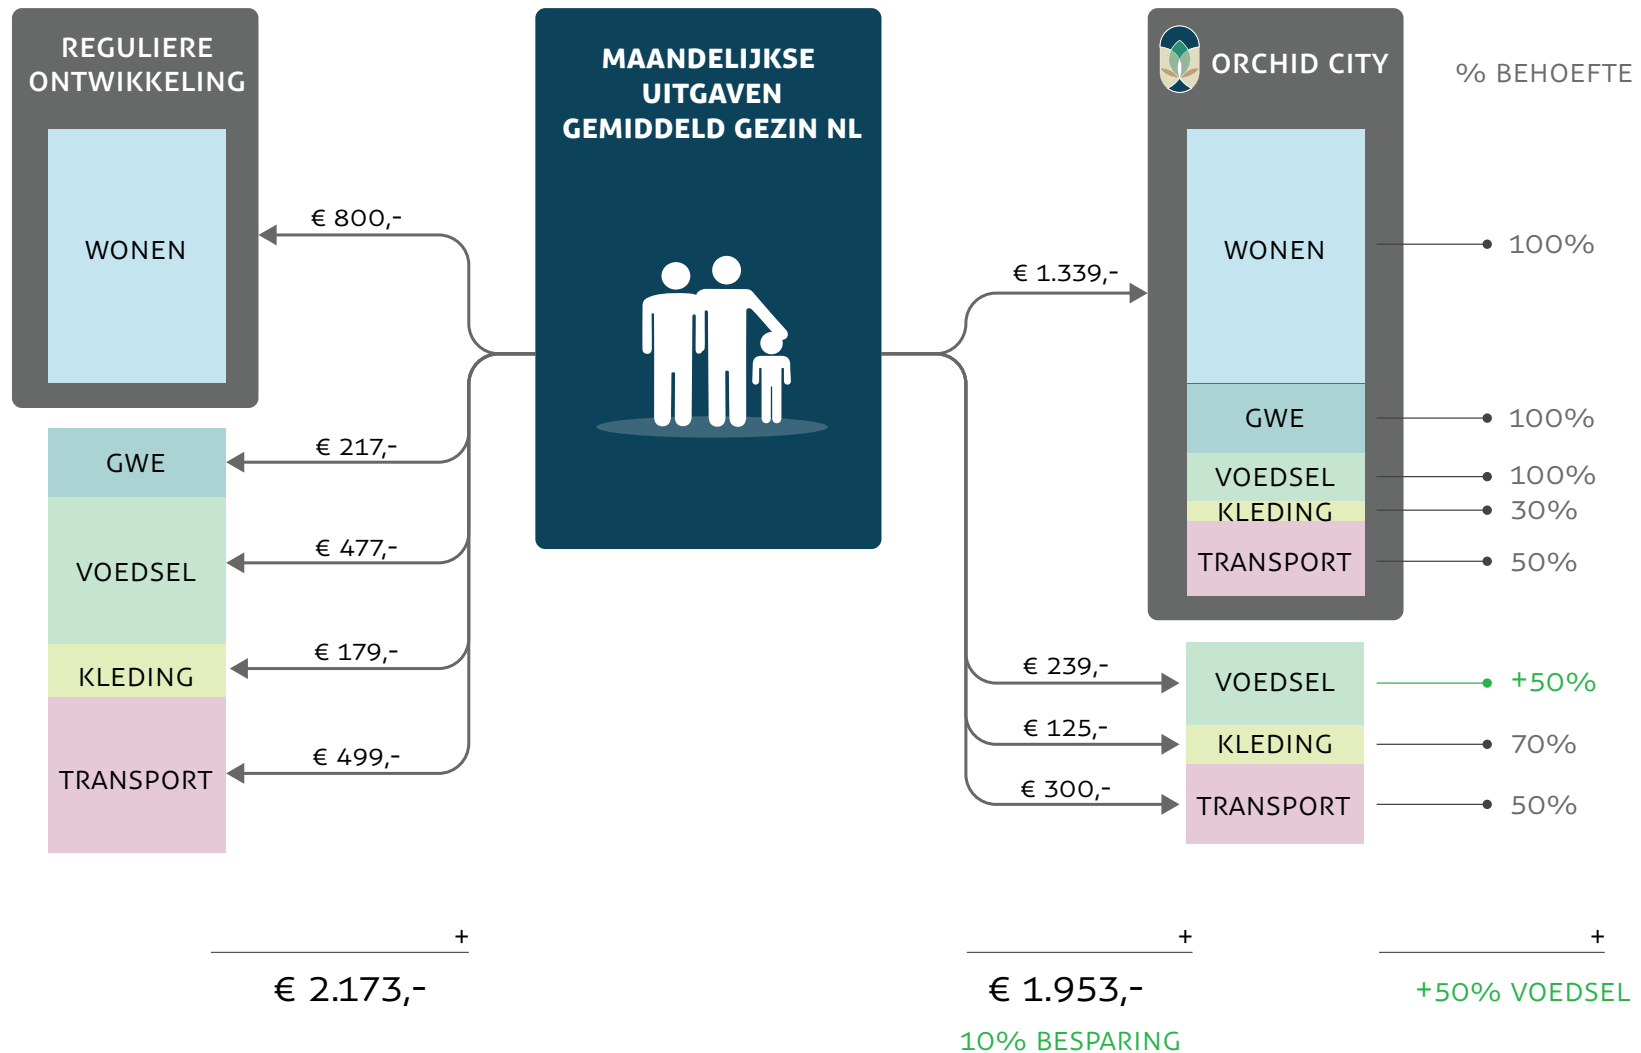 REGULIERE
ONTWIKKELING
WONEN
GWE
VOEDSEL
KLEDING
TRANSPORT
€ 800,-
€ 217,-
€ 477,-
€ 179,-
€ 499,-
+
€ 2.173,-
MAANDELIJKSE
UITGAVEN
GEMIDDELD GEZIN NL
€ 1.339,-
€ 239,-
€ 125,-
€ 300,-
+
€ 1.953,-
10% BESPARING
ORCHID CITY
WONEN
GWE
VOEDSEL
KLEDING
TRANSPORT
VOEDSEL
KLEDING
TRANSPORT
% BEHOEFTE
100%
100%
100%
30%
50%
+50%
70%
50%
+
+50% VOEDSEL